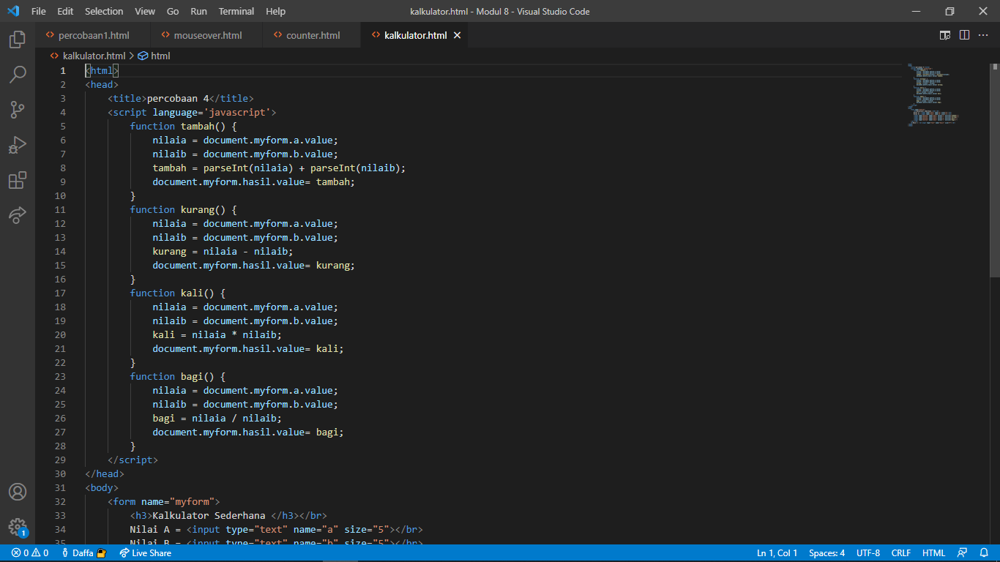 File Edit Selection View Go Run Terminal Help kalkulator.html - Modul 8 - Visual Studio Code
percobaan1.html mouseover.html counter.html kalkulator.html
kalkulator.html > html
1 <html>
2 <head>
3 <title>percobaan 4</title>
4 <script language='javascript'>
5 function tambah() {
6 nilaia = document.myform.a.value;
7 nilaib = document.myform.b.value;
8 tambah = parseInt(nilaia) + parseInt(nilaib);
9 document.myform.hasil.value= tambah;
10 }
11 function kurang() {
12 nilaia = document.myform.a.value;
13 nilaib = document.myform.b.value;
14 kurang = nilaia - nilaib;
15 document.myform.hasil.value= kurang;
16 }
17 function kali() {
18 nilaia = document.myform.a.value;
19 nilaib = document.myform.b.value;
20 kali = nilaia * nilaib;
21 document.myform.hasil.value= kali;
22 }
23 function bagi() {
24 nilaia = document.myform.a.value;
25 nilaib = document.myform.b.value;
26 bagi = nilaia / nilaib;
27 document.myform.hasil.value= bagi;
28 }
29 </script>
30 </head>
31 <body>
32 <form name="myform">
33 <h3>Kalkulator Sederhana </h3></br>
34 Nilai A = <input type="text" name="a" size="5"></br>
35 Nilai B = <input type="text" name="b" size="5"></br>
1
0 0 Daffa Live Share Ln 1, Col 1 Spaces: 4 UTF-8 CRLF HTML